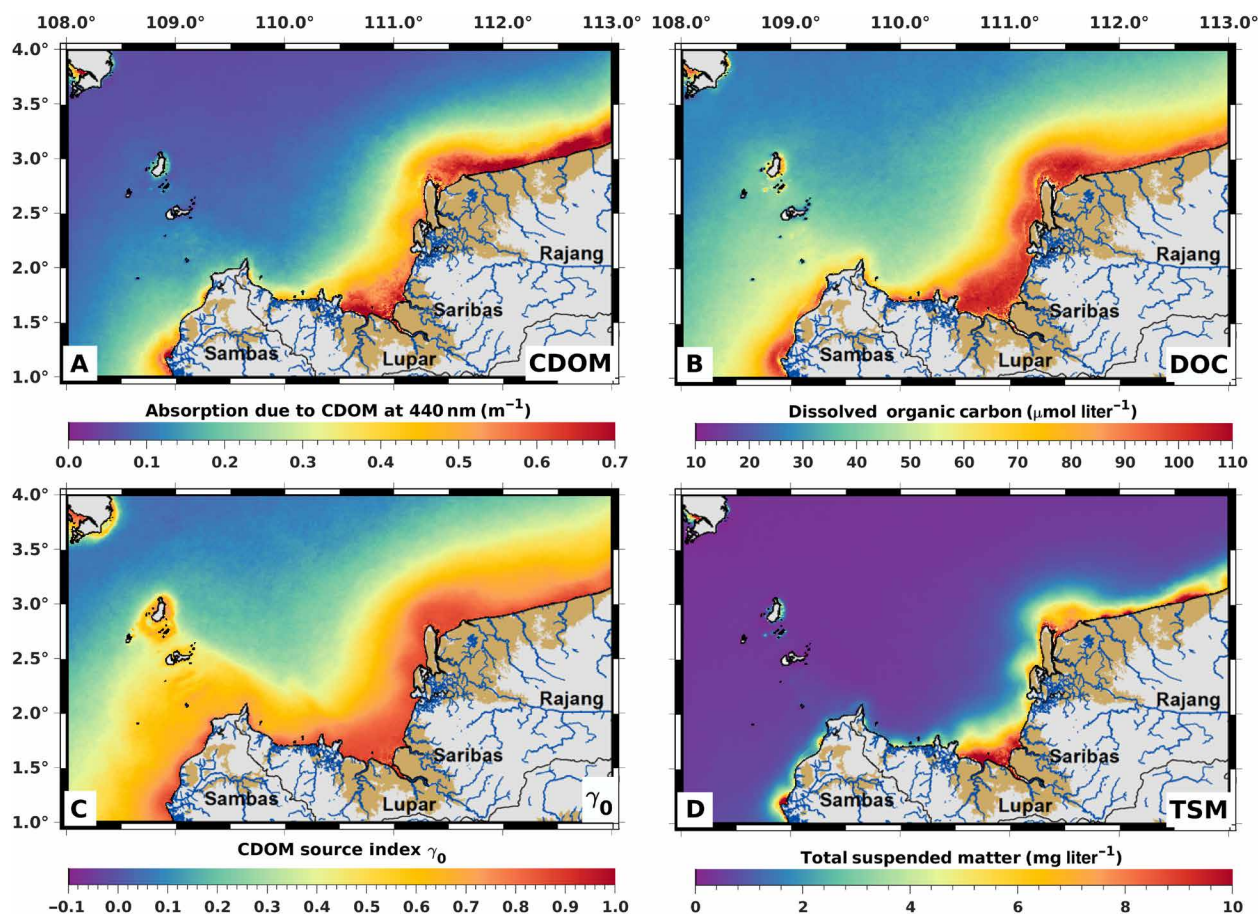 108.0° 109.0° 110.0° 111.0° 112.0° 113.0° 108.0° 109.0° 110.0° 111.0° 112.0° 113.0°
4.0° 4.0°
3.5° 3.5°
3.0° 3.0°
2.5° 2.5°
Rajang Rajang
2.0° 2.0°
Saribas Saribas
1.5° 1.5°
A Sambas Lupar CDOM B Sambas Lupar DOC
1.0° 1.0°
Absorption due to CDOM at 440 nm (m⁻¹) Dissolved organic carbon (μmol liter⁻¹)
0.0 0.1 0.2 0.3 0.4 0.5 0.6 0.7 10 20 30 40 50 60 70 80 90 100 110
4.0° 4.0°
3.5° 3.5°
3.0° 3.0°
2.5° 2.5°
Rajang Rajang
2.0° 2.0°
Saribas Saribas
1.5° 1.5°
C Sambas Lupar γ₀ D Sambas Lupar TSM
1.0° 1.0°
CDOM source index γ₀ Total suspended matter (mg liter⁻¹)
−0.1 0.0 0.1 0.2 0.3 0.4 0.5 0.6 0.7 0.8 0.9 1.0 0 2 4 6 8 10